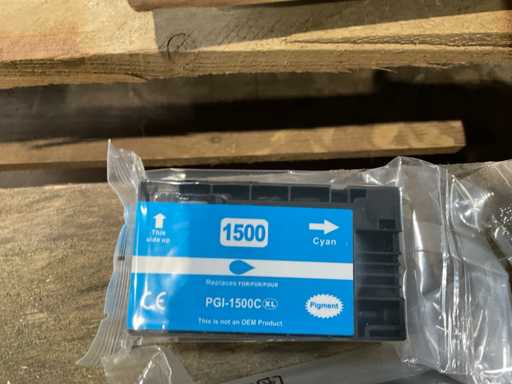 This
side up
1500
Cyan
Replaces FOR/FÜR/POUR
PGI-1500C XL
Pigment
CE
This is not an OEM Product